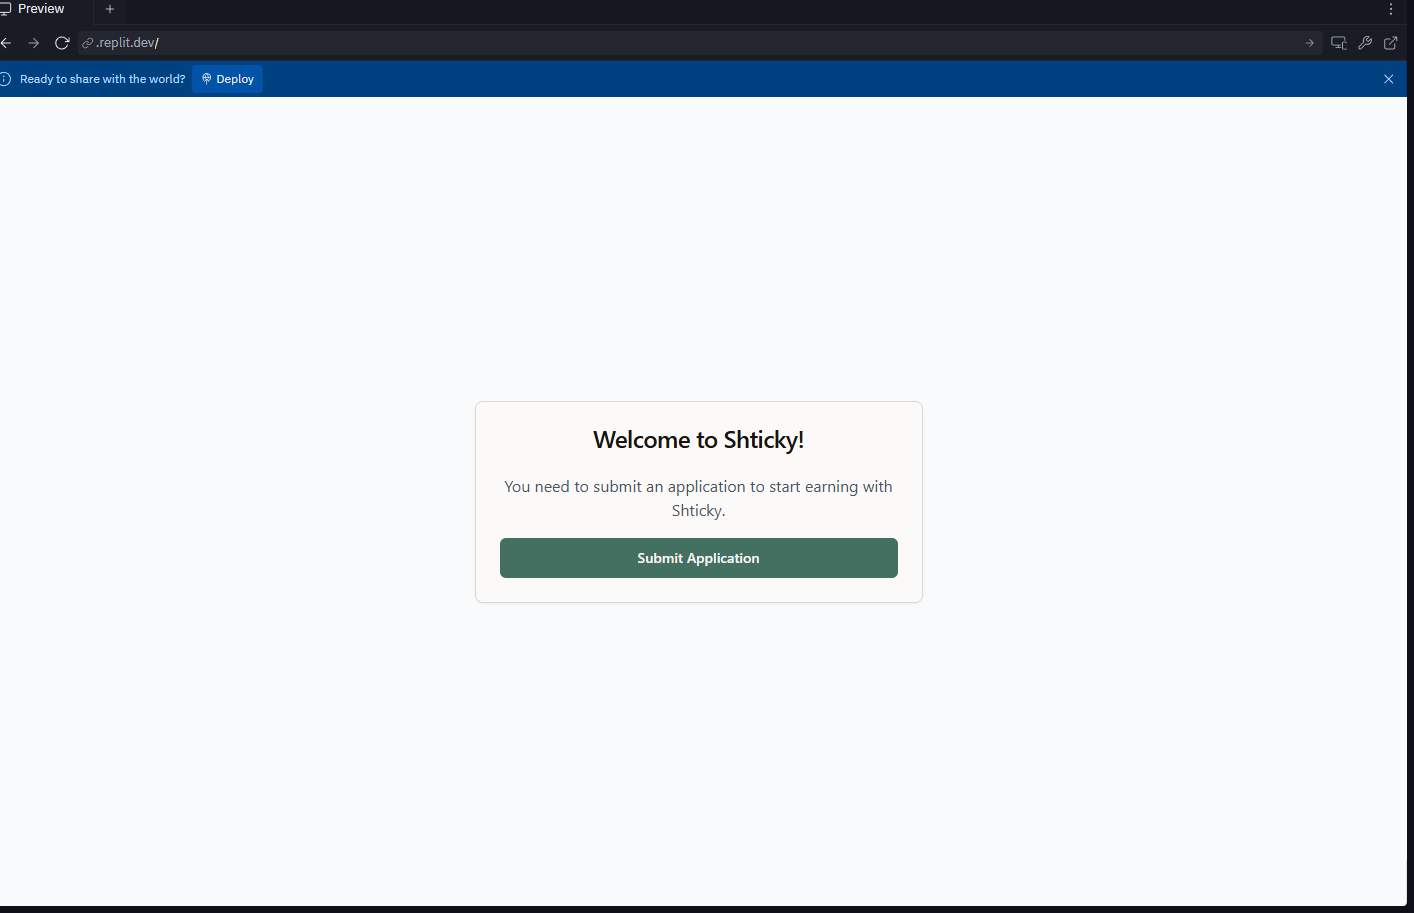 Preview
.replit.dev/
Ready to share with the world? Deploy
Welcome to Shticky!
You need to submit an application to start earning with
Shticky.
Submit Application